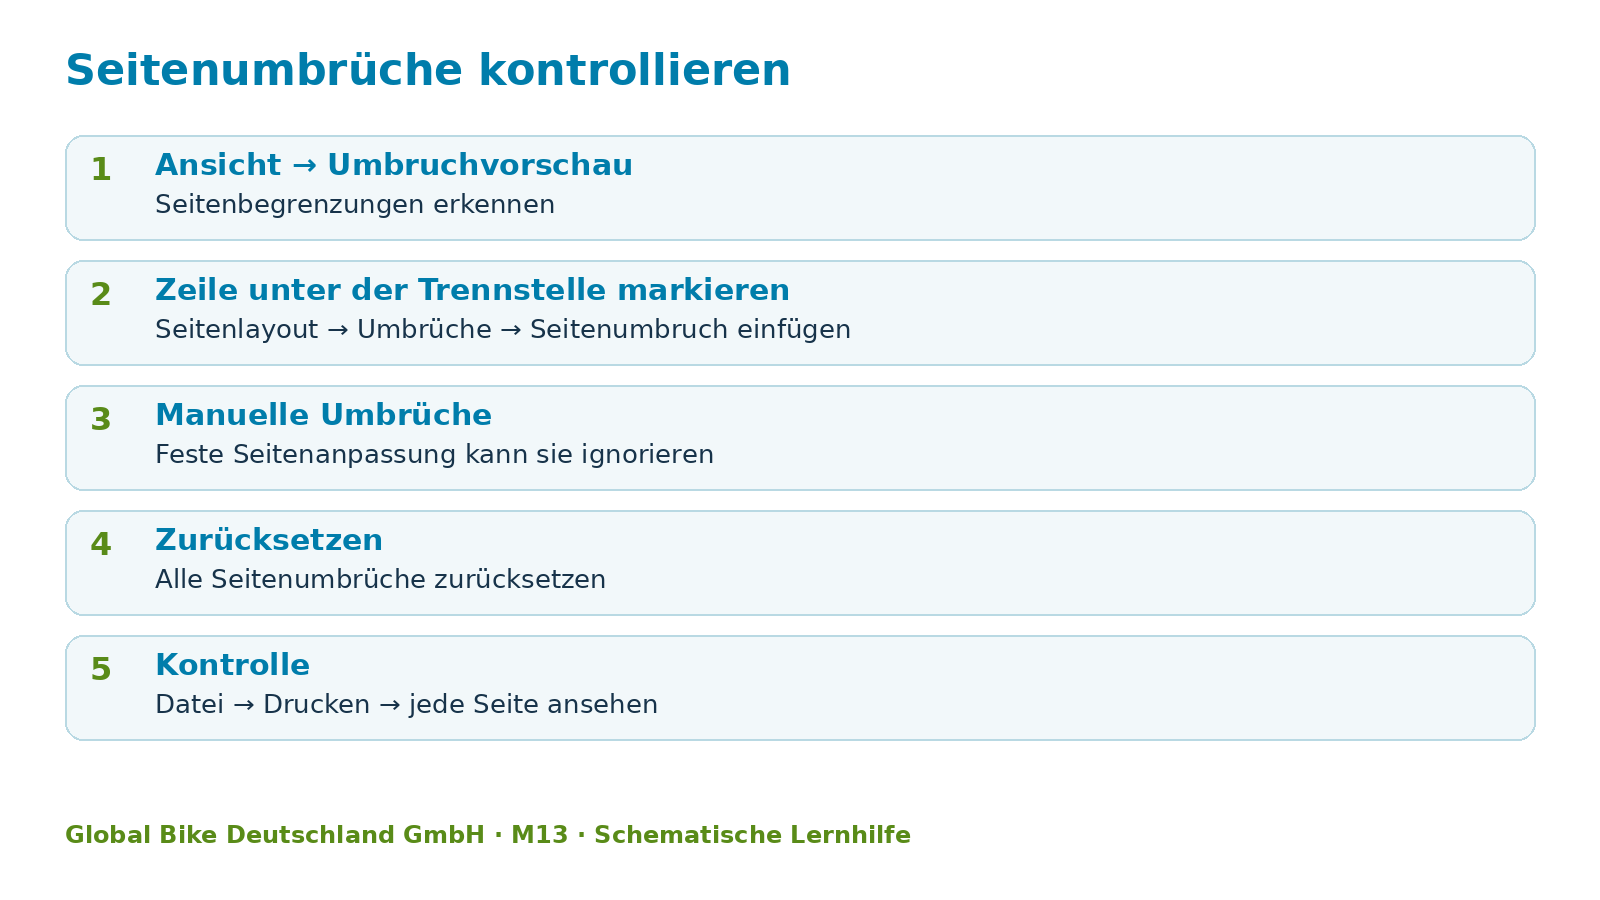 Seitenumbrüche kontrollieren
1 Ansicht → Umbruchvorschau
Seitenbegrenzungen erkennen
2 Zeile unter der Trennstelle markieren
Seitenlayout → Umbrüche → Seitenumbruch einfügen
3 Manuelle Umbrüche
Feste Seitenanpassung kann sie ignorieren
4 Zurücksetzen
Alle Seitenumbrüche zurücksetzen
5 Kontrolle
Datei → Drucken → jede Seite ansehen
Global Bike Deutschland GmbH · M13 · Schematische Lernhilfe